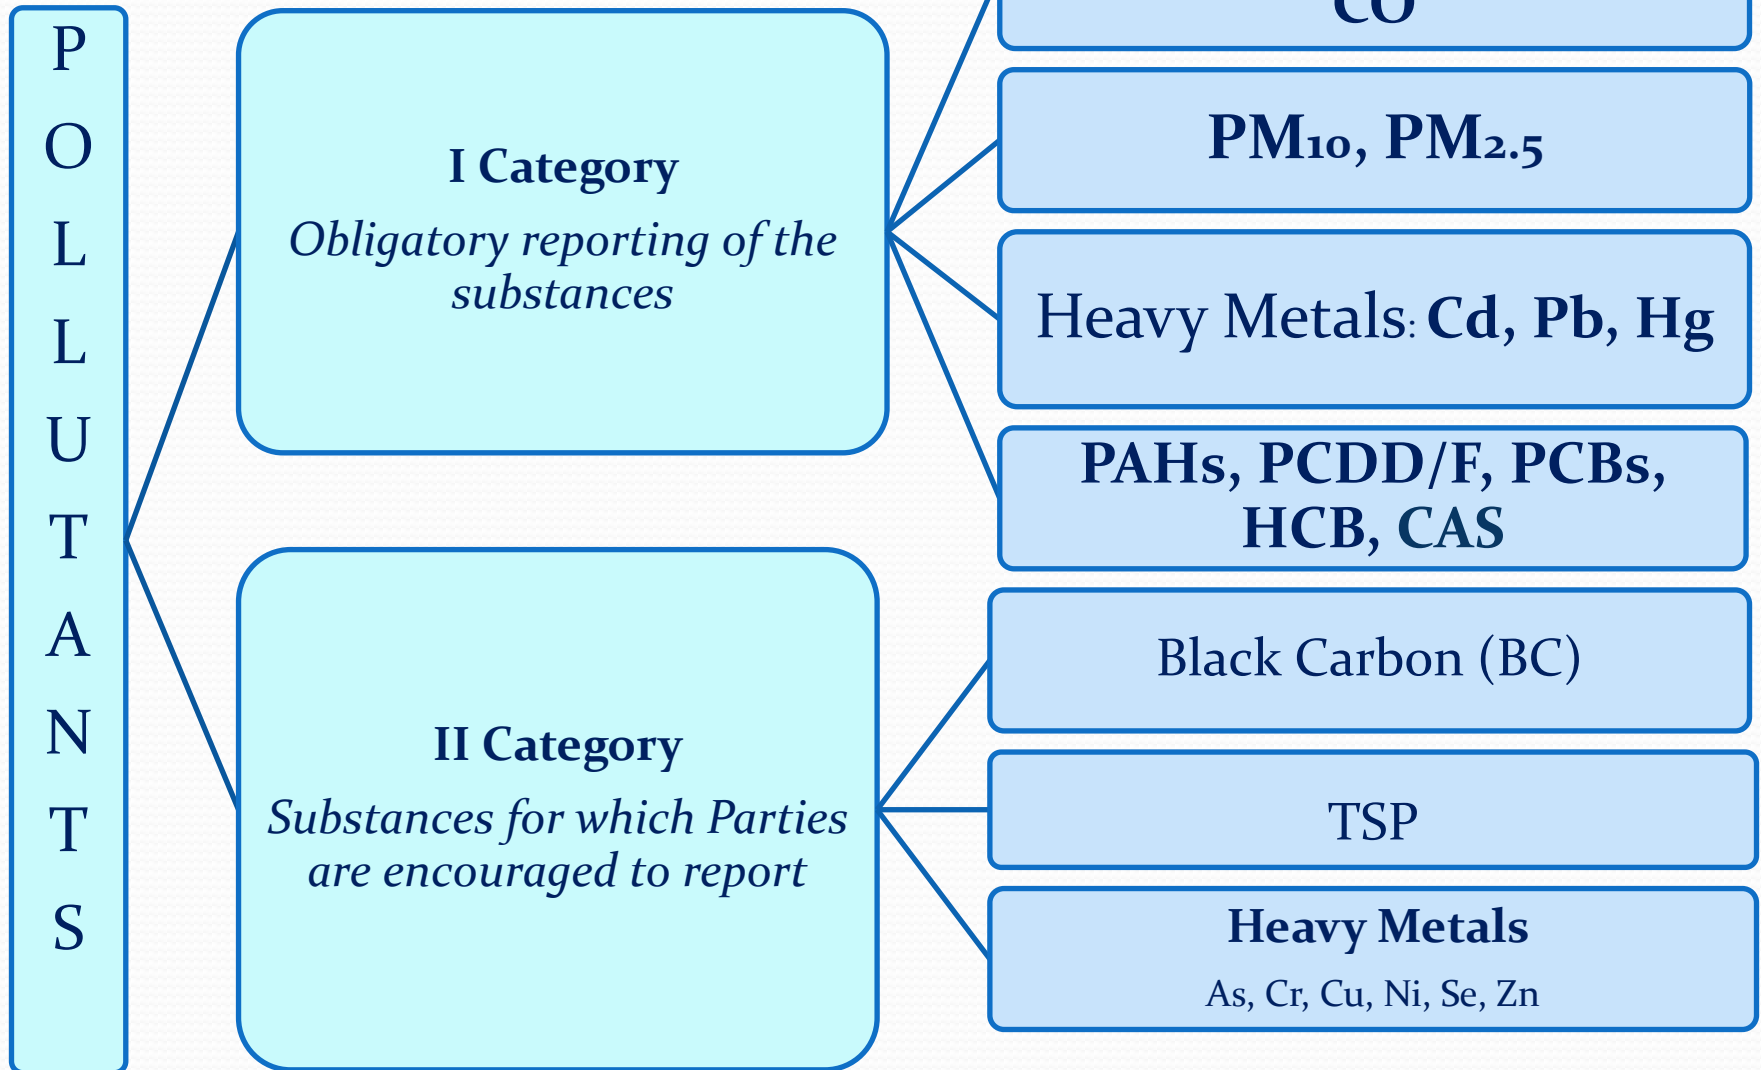 P
O
L
L
U
T
A
N
T
S
I Category
Obligatory reporting of the
substances
CO
PM10, PM2.5
Heavy Metals: Cd, Pb, Hg
PAHs, PCDD/F, PCBs,
HCB, CAS
II Category
Substances for which Parties
are encouraged to report
Black Carbon (BC)
TSP
Heavy Metals
As, Cr, Cu, Ni, Se, Zn